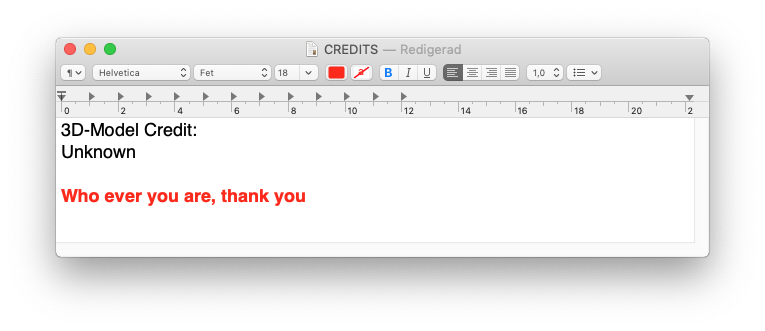 CREDITS — Redigerad
¶ Helvetica Fet 18 a B I U 1,0
0 2 4 6 8 10 12 14 16 18 20 2
3D-Model Credit:
Unknown
Who ever you are, thank you